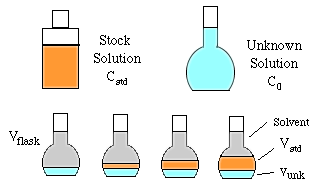 Stock
Solution
Cstd
Unknown
Solution
C0
Vflask
Solvent
Vstd
Vunk